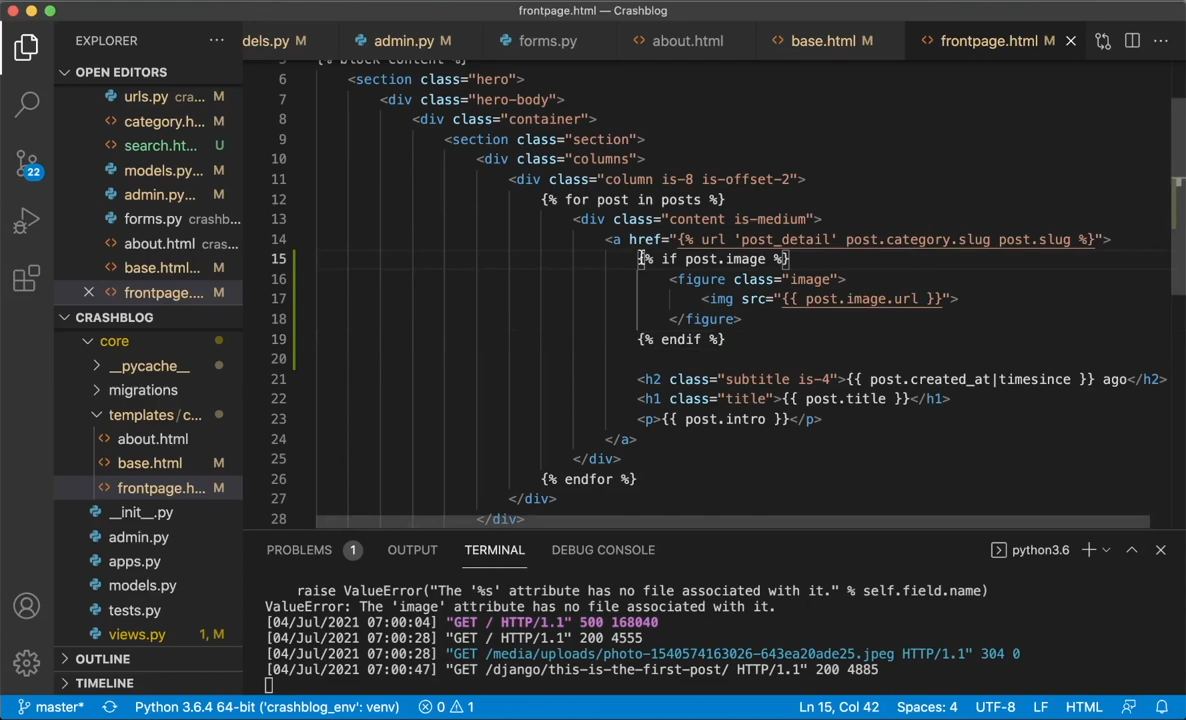 frontpage.html — Crashblog
EXPLORER
dels.py M
admin.py M
forms.py
about.html
base.html M
frontpage.html M
OPEN EDITORS
urls.py cra... M
category.h... M
search.ht... U
models.py... M
admin.py... M
forms.py crashb...
about.html cras...
base.html... M
frontpage.... M
CRASHBLOG
core
__pycache__
migrations
templates / c...
about.html
base.html M
frontpage.h... M
__init__.py
admin.py
apps.py
models.py
tests.py
views.py 1, M
OUTLINE
TIMELINE
22
{% block content %}
6 <section class="hero">
7 <div class="hero-body">
8 <div class="container">
9 <section class="section">
10 <div class="columns">
11 <div class="column is-8 is-offset-2">
12 {% for post in posts %}
13 <div class="content is-medium">
14 <a href="{% url 'post_detail' post.category.slug post.slug %}">
15 {% if post.image %}
16 <figure class="image">
17 <img src="{{ post.image.url }}">
18 </figure>
19 {% endif %}
20
21 <h2 class="subtitle is-4">{{ post.created_at|timesince }} ago</h2>
22 <h1 class="title">{{ post.title }}</h1>
23 <p>{{ post.intro }}</p>
24 </a>
25 </div>
26 {% endfor %}
27 </div>
28 </div>
PROBLEMS 1 OUTPUT TERMINAL DEBUG CONSOLE
python3.6
raise ValueError("The '%s' attribute has no file associated with it." % self.field.name)
ValueError: The 'image' attribute has no file associated with it.
[04/Jul/2021 07:00:04] "GET / HTTP/1.1" 500 168040
[04/Jul/2021 07:00:28] "GET / HTTP/1.1" 200 4555
[04/Jul/2021 07:00:28] "GET /media/uploads/photo-1540574163026-643ea20ade25.jpeg HTTP/1.1" 304 0
[04/Jul/2021 07:00:47] "GET /django/this-is-the-first-post/ HTTP/1.1" 200 4885
master* Python 3.6.4 64-bit ('crashblog_env': venv) 0 1 Ln 15, Col 42 Spaces: 4 UTF-8 LF HTML